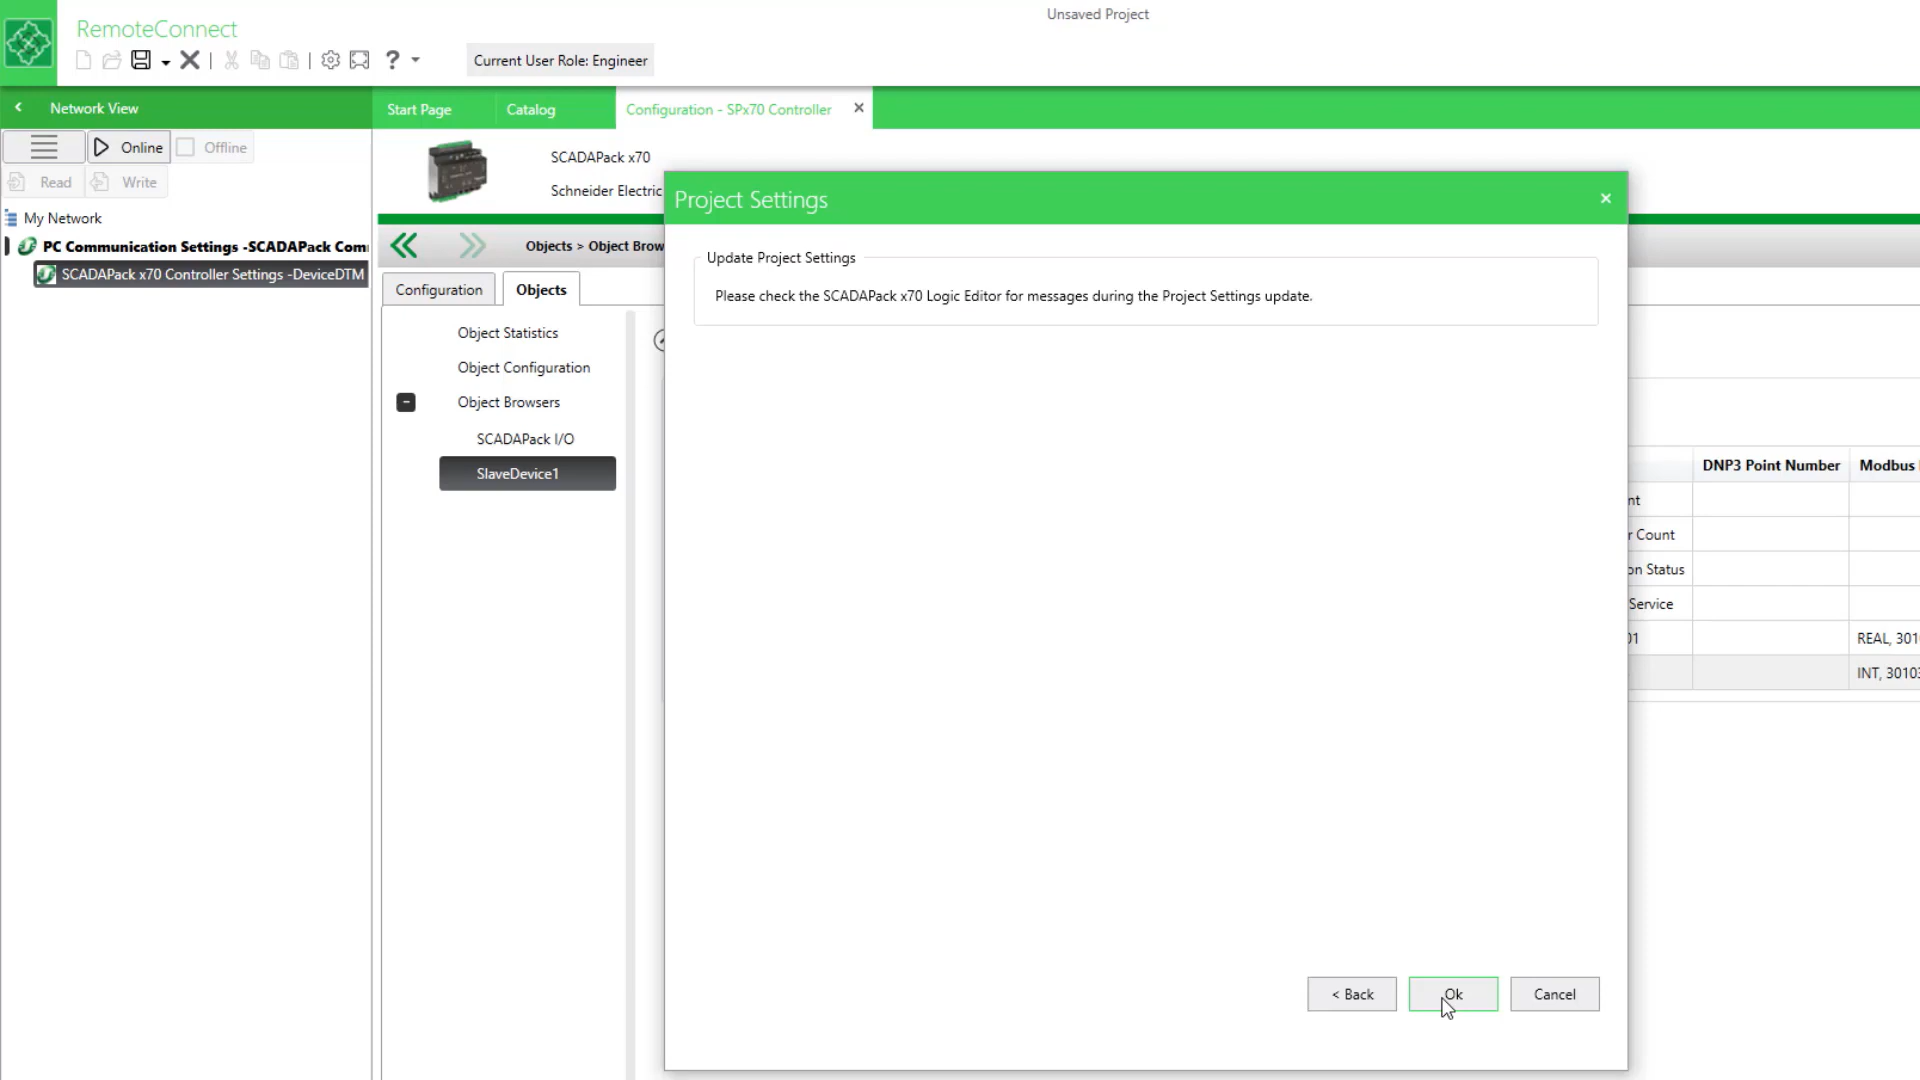 RemoteConnect
Unsaved Project
Current User Role: Engineer
Network View
Start Page
Catalog
Configuration - SPx70 Controller
Online
Offline
Read
Write
My Network
PC Communication Settings -SCADAPack Com
SCADAPack x70 Controller Settings -DeviceDTM
SCADAPack x70
Schneider Electric
Objects > Object Brow
Configuration
Objects
Object Statistics
Object Configuration
Object Browsers
SCADAPack I/O
SlaveDevice1
Project Settings
Update Project Settings
Please check the SCADAPack x70 Logic Editor for messages during the Project Settings update.
< Back
Ok
Cancel
DNP3 Point Number
Modbus
nt
r Count
on Status
Service
01
REAL, 301
INT, 30103